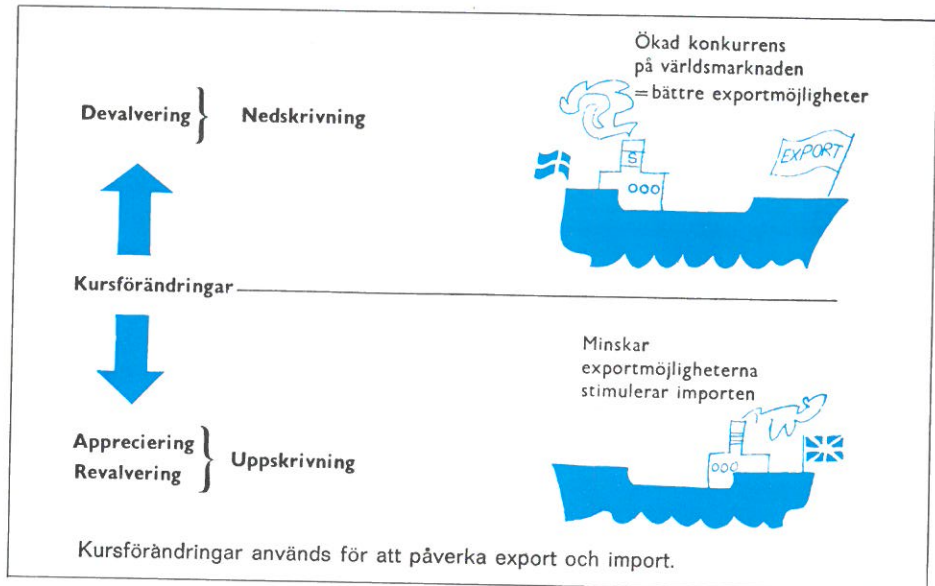 Ökad konkurrens
på världsmarknaden
= bättre exportmöjligheter
Devalvering } Nedskrivning
S
EXPORT
Kursförändringar
Minskar
exportmöjligheterna
stimulerar importen
Appreciering
Revalvering } Uppskrivning
Kursförändringar används för att påverka export och import.